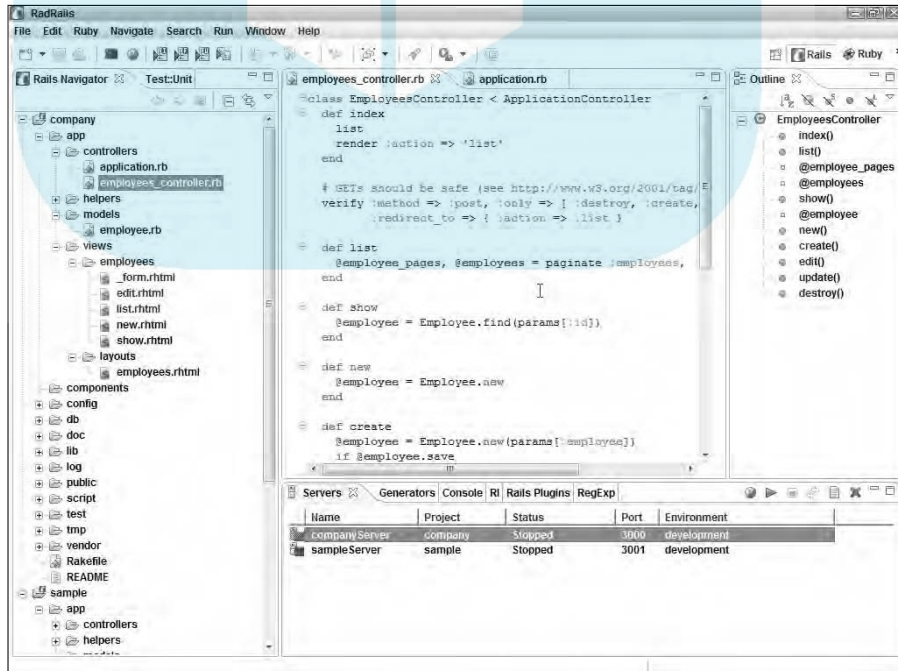 RadRails
File Edit Ruby Navigate Search Run Window Help
Rails Ruby
Rails Navigator Test::Unit
company
app
controllers
application.rb
employees_controller.rb
helpers
models
employee.rb
views
employees
_form.rhtml
edit.rhtml
list.rhtml
new.rhtml
show.rhtml
layouts
employees.rhtml
components
config
db
doc
lib
log
public
script
test
tmp
vendor
Rakefile
README
sample
app
controllers
helpers
employees_controller.rb application.rb
class EmployeesController < ApplicationController
def index
list
render :action => 'list'
end
# GETs should be safe (see http://www.w3.org/2001/tag/
verify :method => :post, :only => [ :destroy, :create,
:redirect_to => { :action => :list }
def list
@employee_pages, @employees = paginate :employees,
end
def show
@employee = Employee.find(params[:id])
end
def new
@employee = Employee.new
end
def create
@employee = Employee.new(params[:employee])
if @employee.save
Outline
EmployeesController
index()
list()
@employee_pages
@employees
show()
@employee
new()
create()
edit()
update()
destroy()
Servers Generators Console RI Rails Plugins RegExp
Name Project Status Port Environment
companyServer company Stopped 3000 development
sampleServer sample Stopped 3001 development